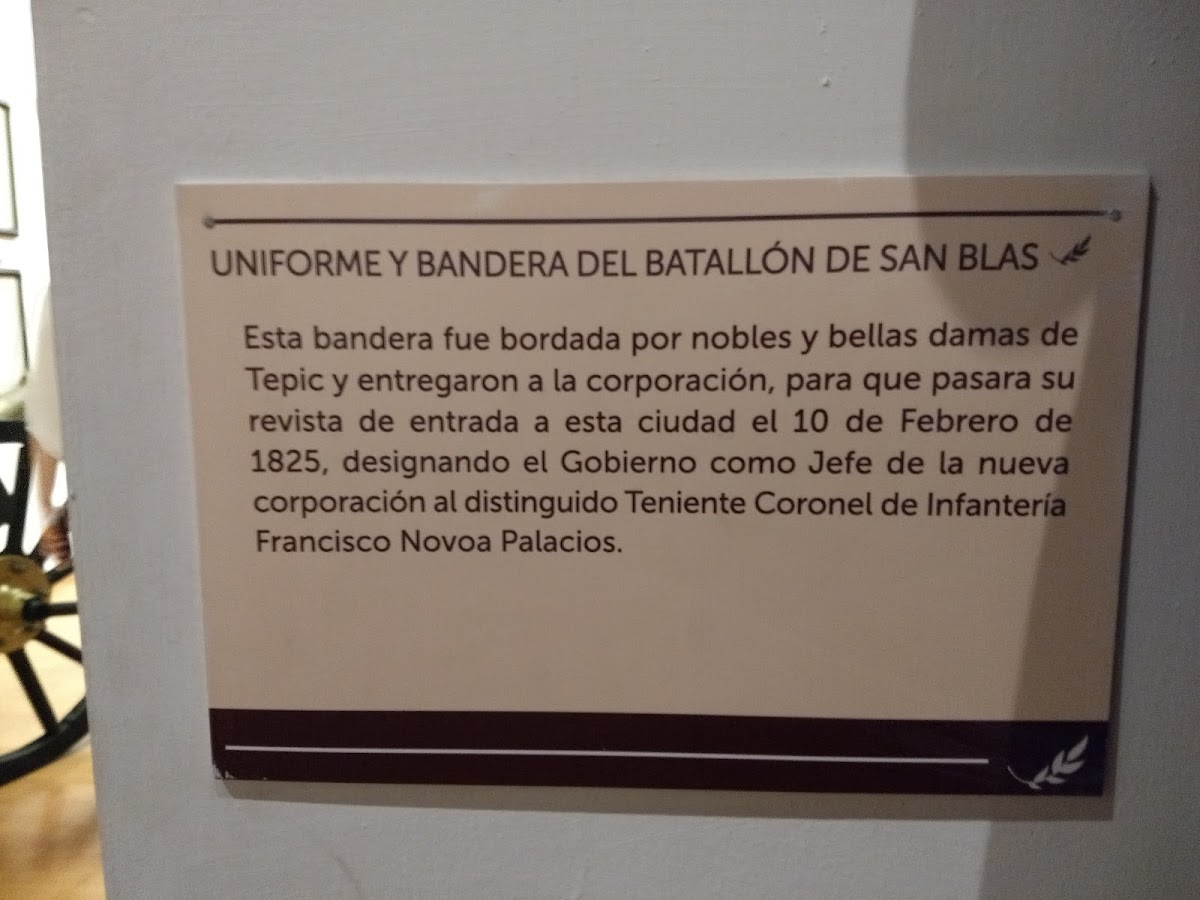 UNIFORME Y BANDERA DEL BATALLÓN DE SAN BLAS
Esta bandera fue bordada por nobles y bellas damas de
Tepic y entregaron a la corporación, para que pasara su
revista de entrada a esta ciudad el 10 de Febrero de
1825, designando el Gobierno como Jefe de la nueva
corporación al distinguido Teniente Coronel de Infantería
Francisco Novoa Palacios.